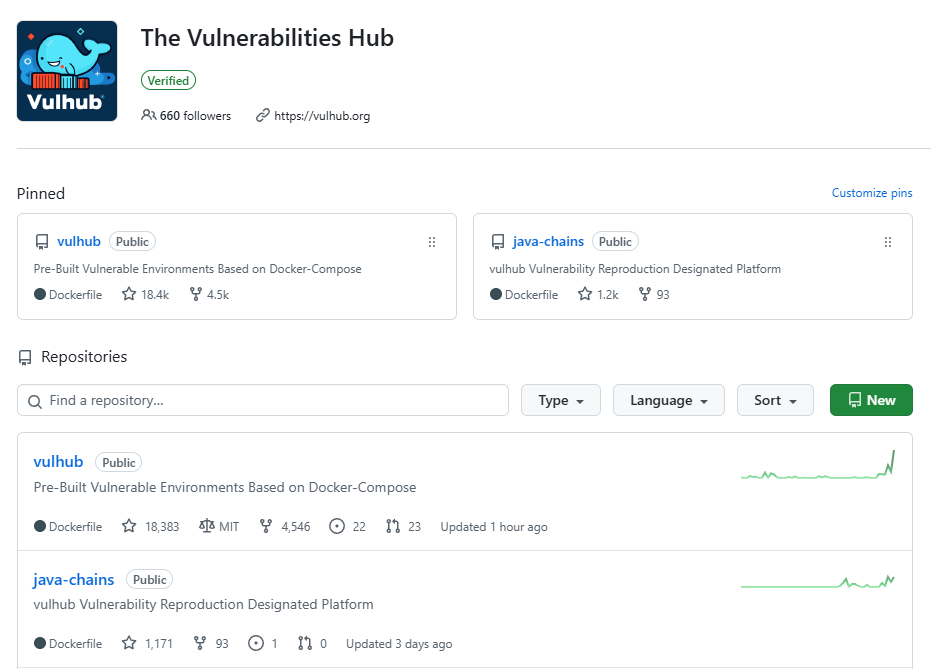 The Vulnerabilities Hub
Vulhub
Verified
660 followers https://vulhub.org
Pinned Customize pins
vulhub Public
Pre-Built Vulnerable Environments Based on Docker-Compose
Dockerfile 18.4k 4.5k
java-chains Public
vulhub Vulnerability Reproduction Designated Platform
Dockerfile 1.2k 93
Repositories
Find a repository... Type Language Sort New
vulhub Public
Pre-Built Vulnerable Environments Based on Docker-Compose
Dockerfile 18,383 MIT 4,546 22 23 Updated 1 hour ago
java-chains Public
vulhub Vulnerability Reproduction Designated Platform
Dockerfile 1,171 93 1 0 Updated 3 days ago